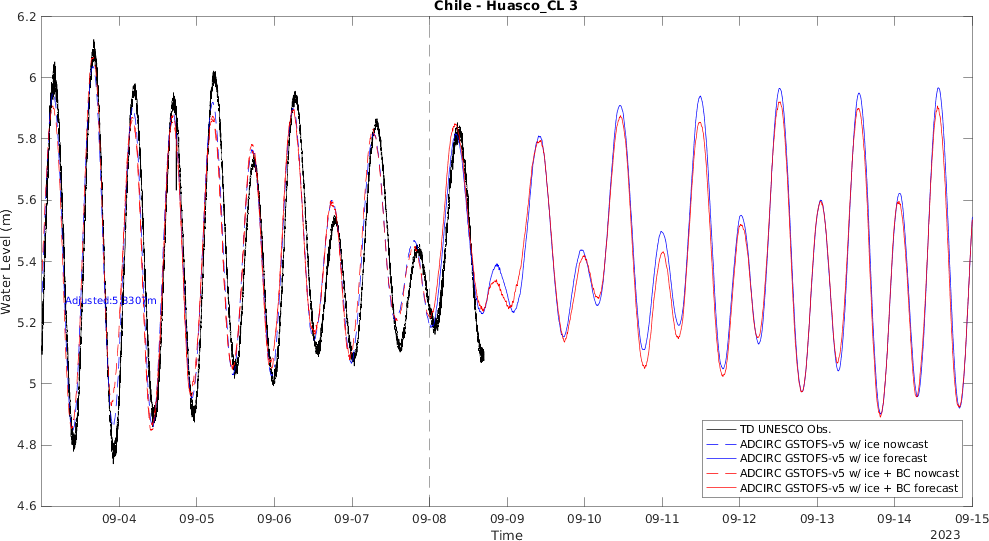 Chile - Huasco_CL 3
6.2
6
5.8
5.6
5.4
5.2
5
4.8
4.6
Water Level (m)
Adjusted:5.3307m
TD UNESCO Obs.
ADCIRC GSTOFS-v5 w/ ice nowcast
ADCIRC GSTOFS-v5 w/ ice forecast
ADCIRC GSTOFS-v5 w/ ice + BC nowcast
ADCIRC GSTOFS-v5 w/ ice + BC forecast
09-04 09-05 09-06 09-07 09-08 09-09 09-10 09-11 09-12 09-13 09-14 09-15
Time
2023